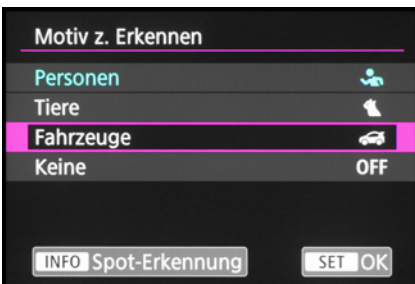 Motiv z. Erkennen
Personen
Tiere
Fahrzeuge
Keine OFF
INFO Spot-Erkennung SET OK